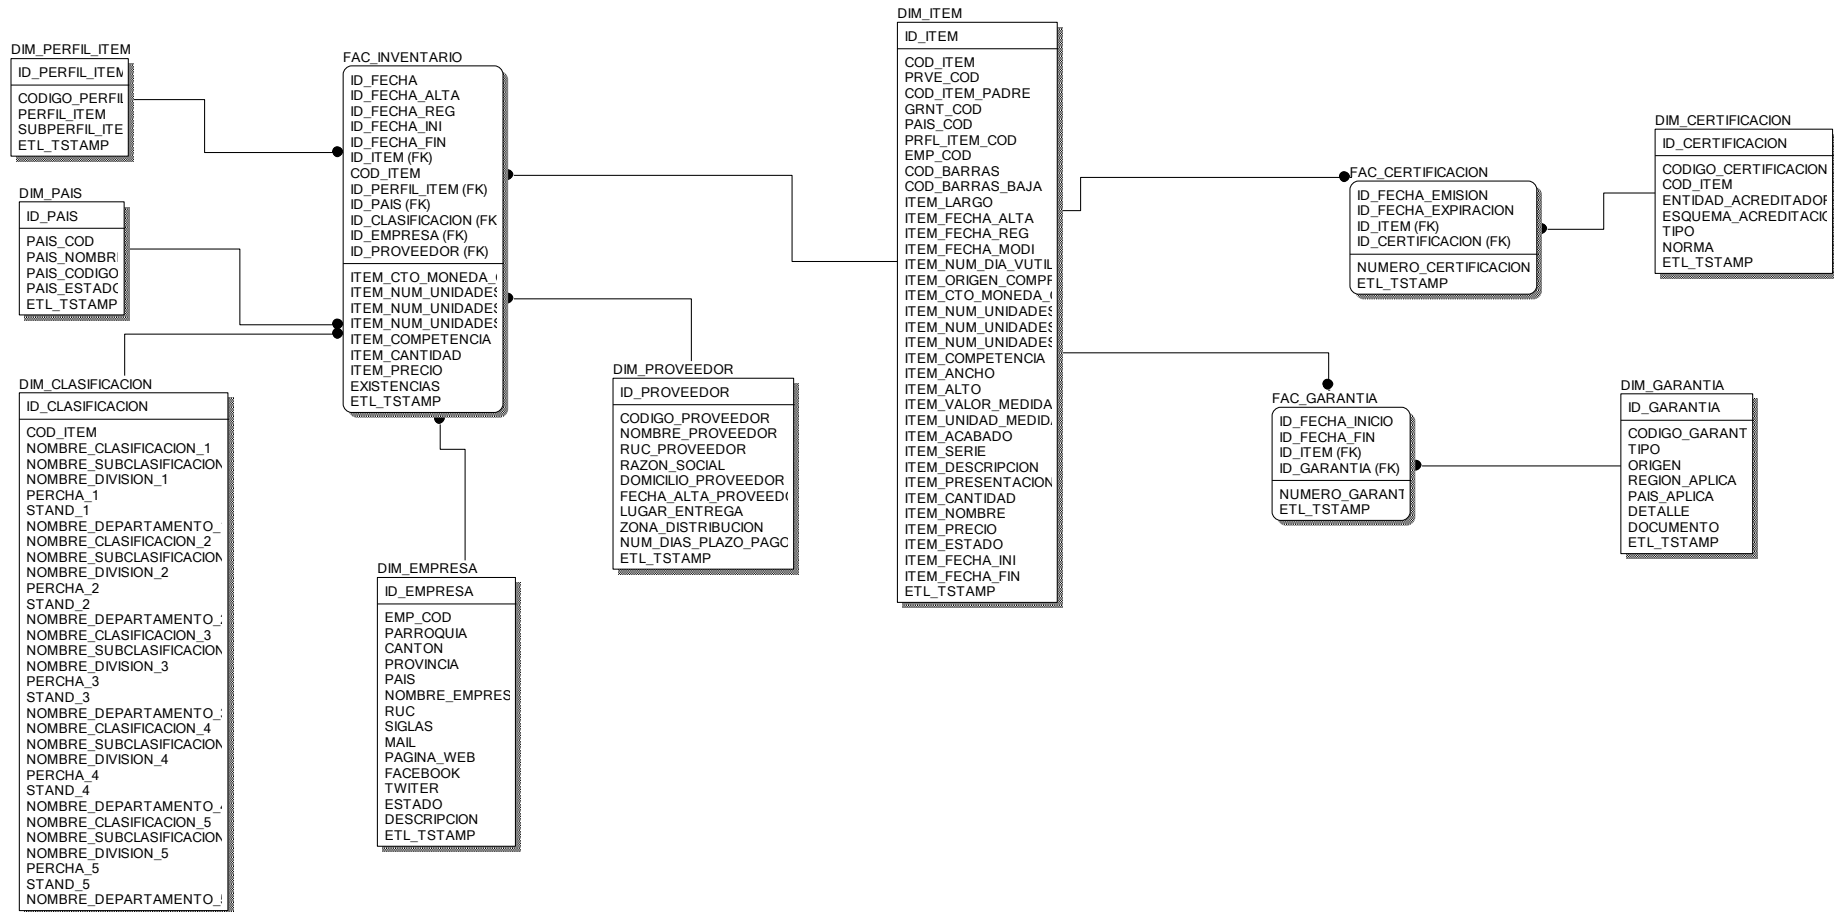 DIM_PERFIL_ITEM
ID_PERFIL_ITEM
CODIGO_PERFIL
PERFIL_ITEM
SUBPERFIL_ITE
ETL_TSTAMP
DIM_PAIS
ID_PAIS
PAIS_COD
PAIS_NOMBRI
PAIS_CODIGO
PAIS_ESTADO
ETL_TSTAMP
DIM_CLASIFICACION
ID_CLASIFICACION
COD_ITEM
NOMBRE_CLASIFICACION_1
NOMBRE_SUBCLASIFICACION
NOMBRE_DIVISION_1
PERCHA_1
STAND_1
NOMBRE_DEPARTAMENTO_
NOMBRE_CLASIFICACION_2
NOMBRE_SUBCLASIFICACION
NOMBRE_DIVISION_2
PERCHA_2
STAND_2
NOMBRE_DEPARTAMENTO_2
NOMBRE_CLASIFICACION_3
NOMBRE_SUBCLASIFICACION
NOMBRE_DIVISION_3
PERCHA_3
STAND_3
NOMBRE_DEPARTAMENTO_3
NOMBRE_CLASIFICACION_4
NOMBRE_SUBCLASIFICACION
NOMBRE_DIVISION_4
PERCHA_4
STAND_4
NOMBRE_DEPARTAMENTO_4
NOMBRE_CLASIFICACION_5
NOMBRE_SUBCLASIFICACION
NOMBRE_DIVISION_5
PERCHA_5
STAND_5
NOMBRE_DEPARTAMENTO_5
FAC_INVENTARIO
ID_FECHA
ID_FECHA_ALTA
ID_FECHA_REG
ID_FECHA_INI
ID_FECHA_FIN
ID_ITEM (FK)
COD_ITEM
ID_PERFIL_ITEM (FK)
ID_PAIS (FK)
ID_CLASIFICACION (FK
ID_EMPRESA (FK)
ID_PROVEEDOR (FK)
ITEM_CTO_MONEDA_(
ITEM_NUM_UNIDADES
ITEM_NUM_UNIDADES
ITEM_NUM_UNIDADES
ITEM_COMPETENCIA
ITEM_CANTIDAD
ITEM_PRECIO
EXISTENCIAS
ETL_TSTAMP
DIM_EMPRESA
ID_EMPRESA
EMP_COD
PARROQUIA
CANTON
PROVINCIA
PAIS
NOMBRE_EMPRES
RUC
SIGLAS
MAIL
PAGINA_WEB
FACEBOOK
TWITER
ESTADO
DESCRIPCION
ETL_TSTAMP
DIM_PROVEEDOR
ID_PROVEEDOR
CODIGO_PROVEEDOR
NOMBRE_PROVEEDOR
RUC_PROVEEDOR
RAZON_SOCIAL
DOMICILIO_PROVEEDOR
FECHA_ALTA_PROVEEDO
LUGAR_ENTREGA
ZONA_DISTRIBUCION
NUM_DIAS_PLAZO_PAGO
ETL_TSTAMP
DIM_ITEM
ID_ITEM
COD_ITEM
PRVE_COD
COD_ITEM_PADRE
GRNT_COD
PAIS_COD
PRFL_ITEM_COD
EMP_COD
COD_BARRAS
COD_BARRAS_BAJA
ITEM_LARGO
ITEM_FECHA_ALTA
ITEM_FECHA_REG
ITEM_FECHA_MODI
ITEM_NUM_DIA_VUTIL
ITEM_ORIGEN_COMPR
ITEM_CTO_MONEDA_(
ITEM_NUM_UNIDADES
ITEM_NUM_UNIDADES
ITEM_NUM_UNIDADES
ITEM_COMPETENCIA
ITEM_ANCHO
ITEM_ALTO
ITEM_VALOR_MEDIDA
ITEM_UNIDAD_MEDIDA
ITEM_ACABADO
ITEM_SERIE
ITEM_DESCRIPCION
ITEM_PRESENTACION
ITEM_CANTIDAD
ITEM_NOMBRE
ITEM_PRECIO
ITEM_ESTADO
ITEM_FECHA_INI
ITEM_FECHA_FIN
ETL_TSTAMP
FAC_CERTIFICACION
ID_FECHA_EMISION
ID_FECHA_EXPIRACION
ID_ITEM (FK)
ID_CERTIFICACION (FK)
NUMERO_CERTIFICACION
ETL_TSTAMP
DIM_CERTIFICACION
ID_CERTIFICACION
CODIGO_CERTIFICACION
COD_ITEM
ENTIDAD_ACREDITADOR
ESQUEMA_ACREDITACIO
TIPO
NORMA
ETL_TSTAMP
FAC_GARANTIA
ID_FECHA_INICIO
ID_FECHA_FIN
ID_ITEM (FK)
ID_GARANTIA (FK)
NUMERO_GARANT
ETL_TSTAMP
DIM_GARANTIA
ID_GARANTIA
CODIGO_GARANT
TIPO
ORIGEN
REGION_APLICA
PAIS_APLICA
DETALLE
DOCUMENTO
ETL_TSTAMP